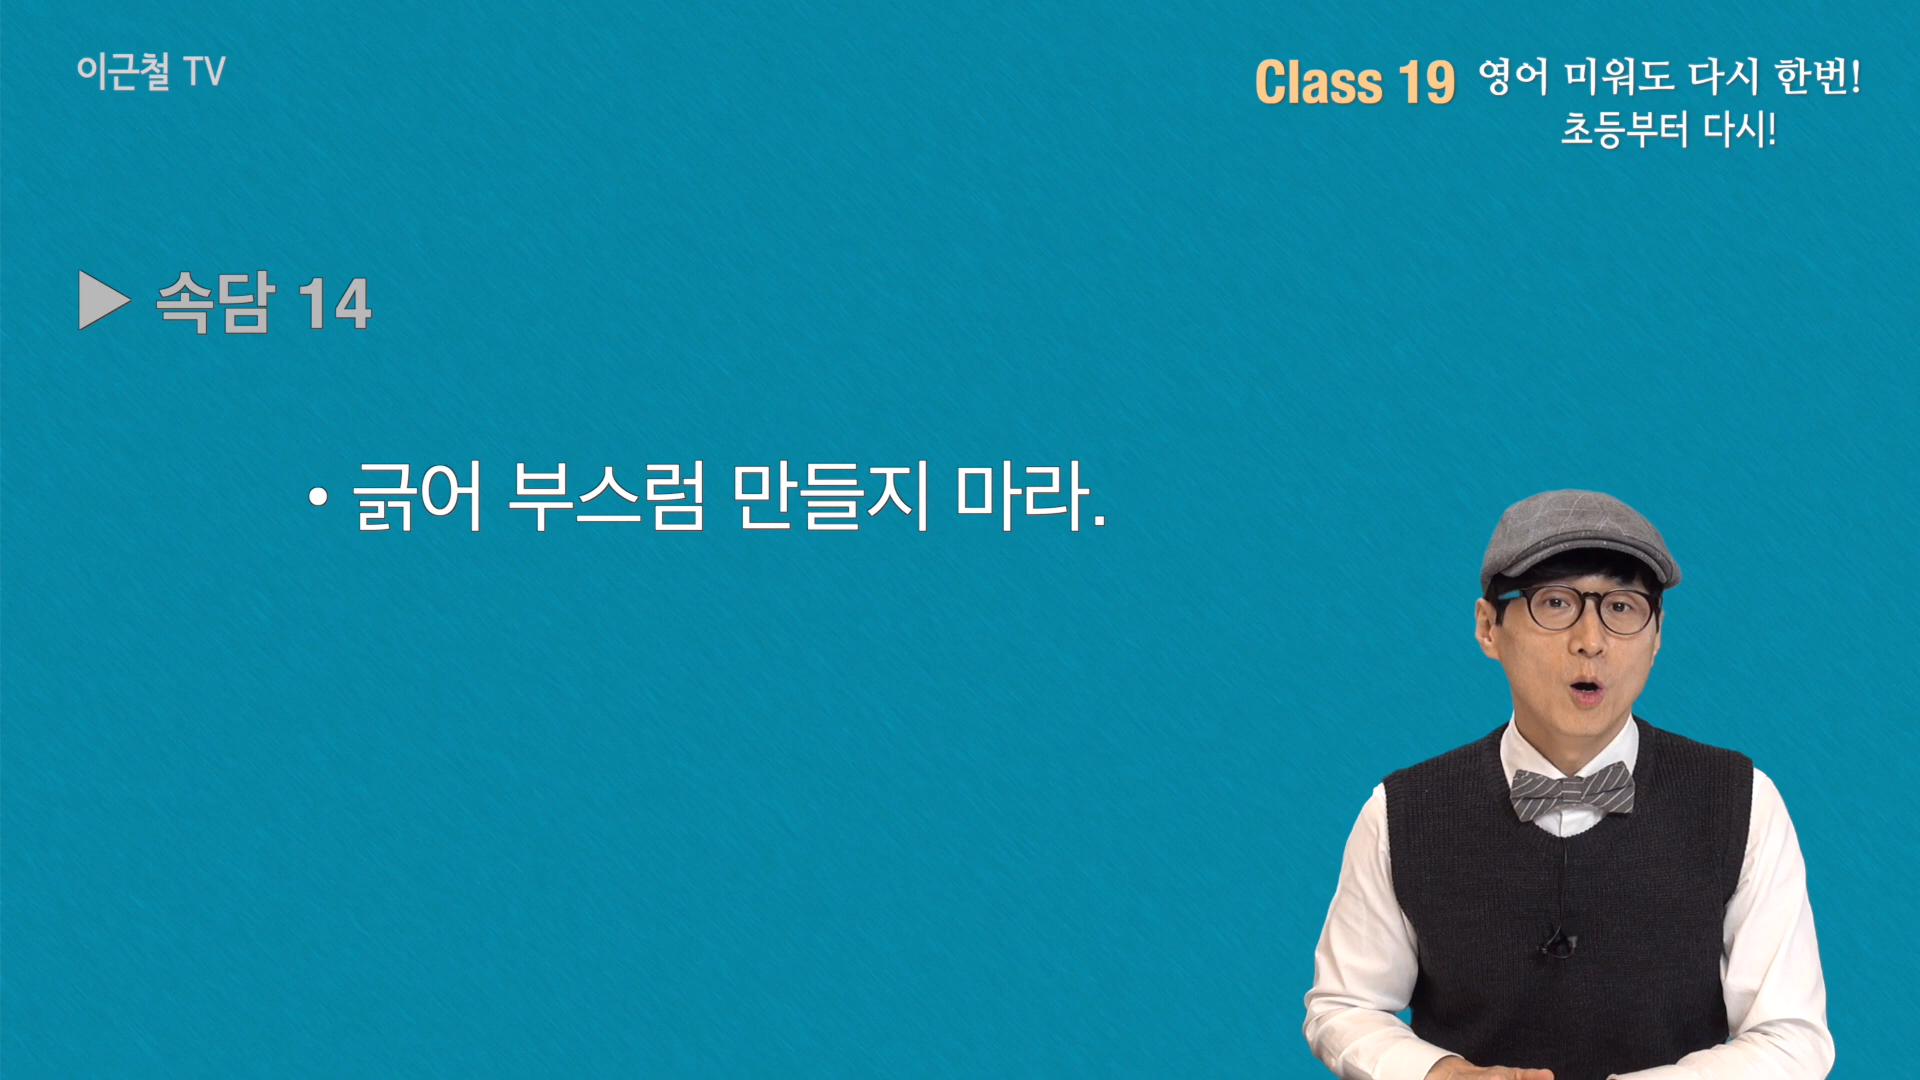 이근철 TV
Class 19 영어 미워도 다시 한번!
초등부터 다시!
▶ 속담 14
• 긁어 부스럼 만들지 마라.